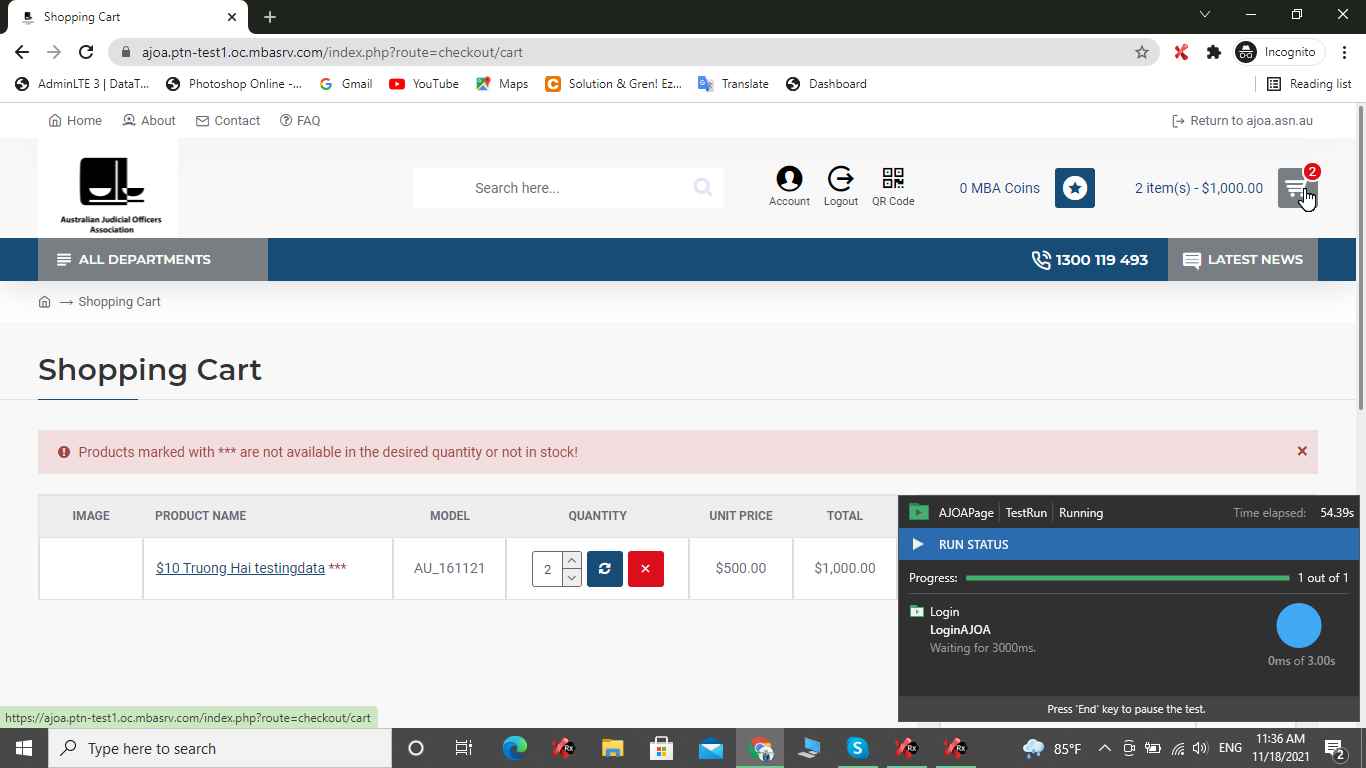 Shopping Cart
ajoa.ptn-test1.oc.mbasrv.com/index.php?route=checkout/cart
Incognito
AdminLTE 3 | DataT...
Photoshop Online -...
Gmail
YouTube
Maps
Solution & Gren! Ez...
Translate
Dashboard
Reading list
Home
About
Contact
FAQ
Return to ajoa.asn.au
Australian Judicial Officers
Association
Search here...
Account
Logout
QR Code
0 MBA Coins
2 item(s) - $1,000.00
2
ALL DEPARTMENTS
1300 119 493
LATEST NEWS
→ Shopping Cart
Shopping Cart
Products marked with *** are not available in the desired quantity or not in stock!
IMAGE PRODUCT NAME MODEL QUANTITY UNIT PRICE TOTAL
$10 Truong Hai testingdata *** AU_161121 2 $500.00 $1,000.00
AJOAPage TestRun Running Time elapsed: 54.39s
RUN STATUS
Progress: 1 out of 1
Login
LoginAJOA
Waiting for 3000ms.
0ms of 3.00s
Press 'End' key to pause the test.
https://ajoa.ptn-test1.oc.mbasrv.com/index.php?route=checkout/cart
Type here to search
Rx
Rx
Rx
85°F
ENG
11:36 AM
11/18/2021
2